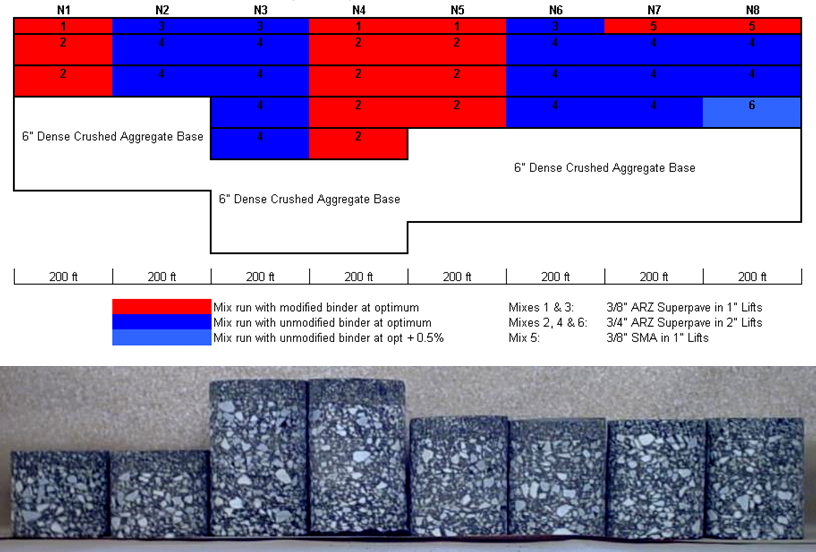 N1 N2 N3 N4 N5 N6 N7 N8
1 3 3 1 1 3 5 5
2 4 4 2 2 4 4 4
2 4 4 2 2 4 4 4
4 2 2 4 4 6
6" Dense Crushed Aggregate Base
4 2
6" Dense Crushed Aggregate Base
6" Dense Crushed Aggregate Base
200 ft 200 ft 200 ft 200 ft 200 ft 200 ft 200 ft 200 ft
Mix run with modified binder at optimum Mixes 1 & 3: 3/8" ARZ Superpave in 1" Lifts
Mix run with unmodified binder at optimum Mixes 2, 4 & 6: 3/4" ARZ Superpave in 2" Lifts
Mix run with unmodified binder at opt + 0.5% Mix 5: 3/8" SMA in 1" Lifts